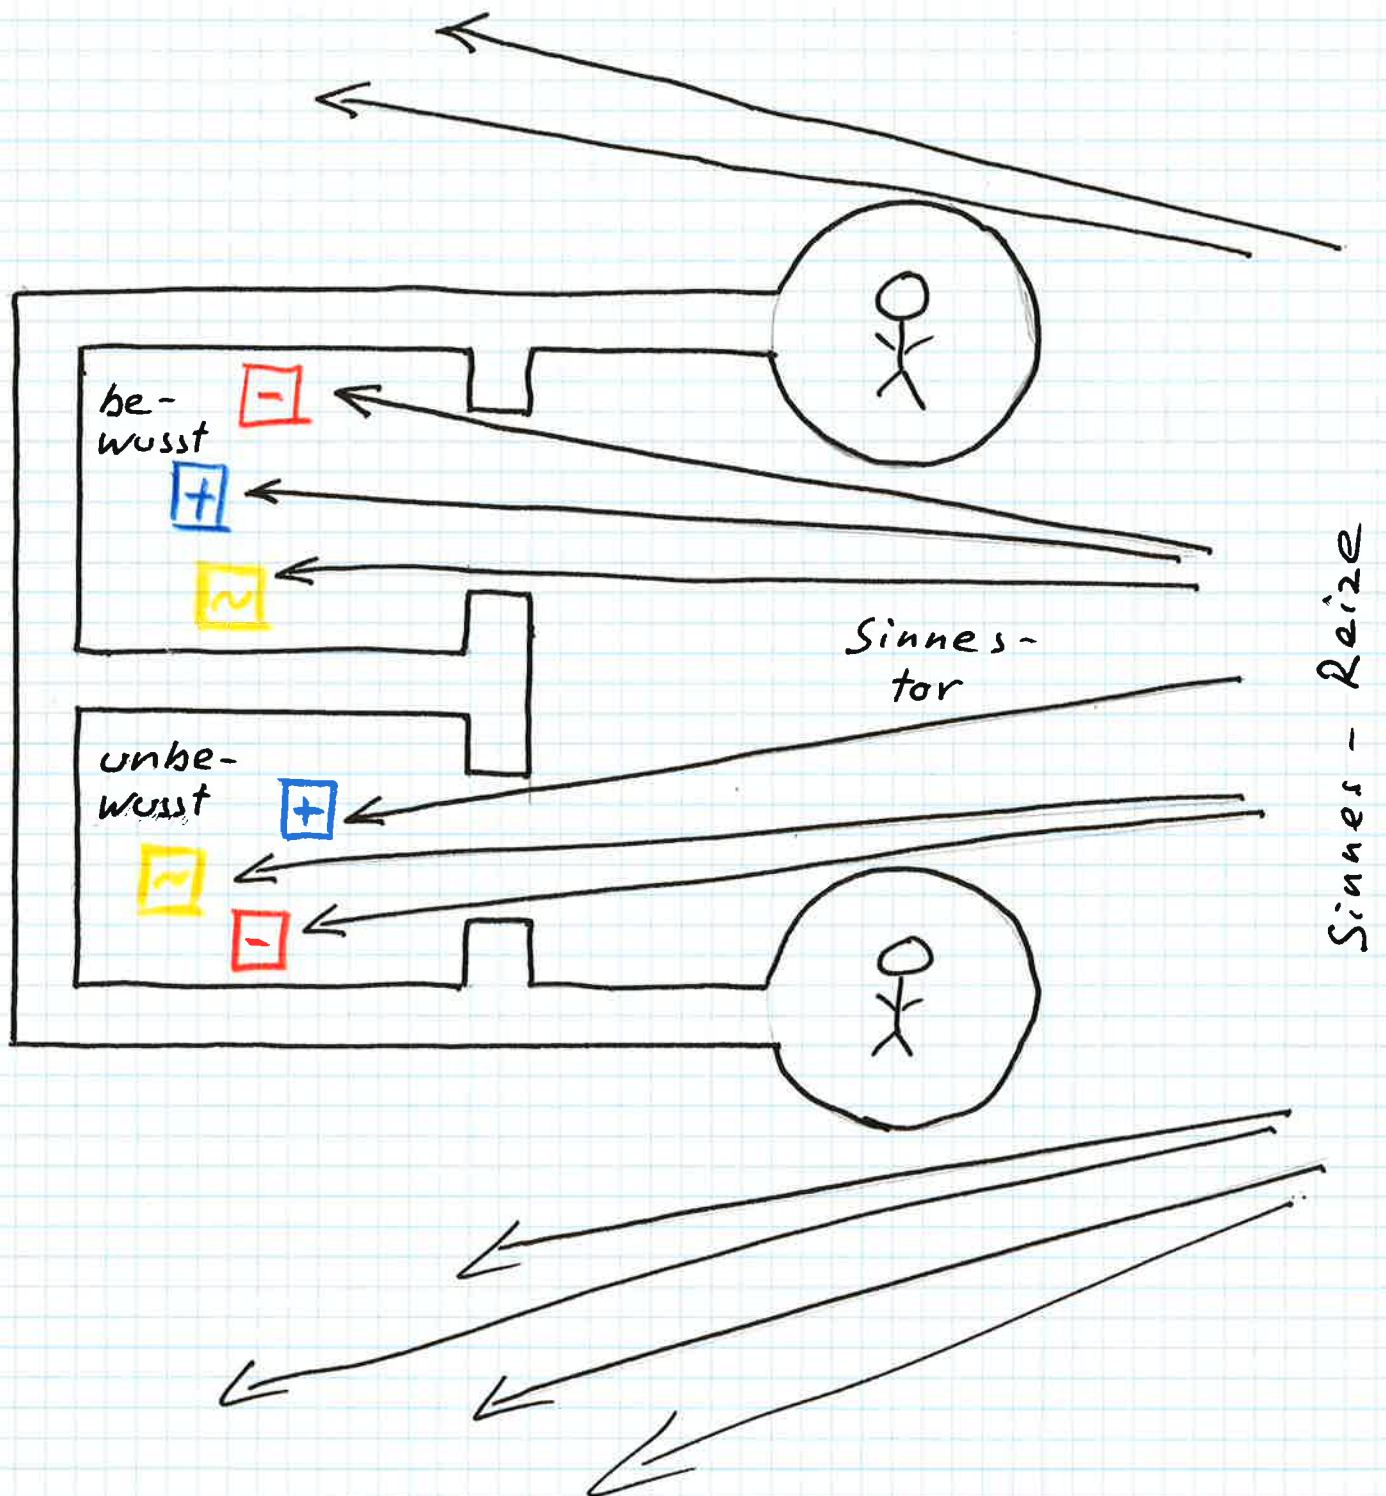 be-
wusst
-
+
~
Sinnes-
tor
unbe-
wusst
+
~
-
Sinnes - Reize